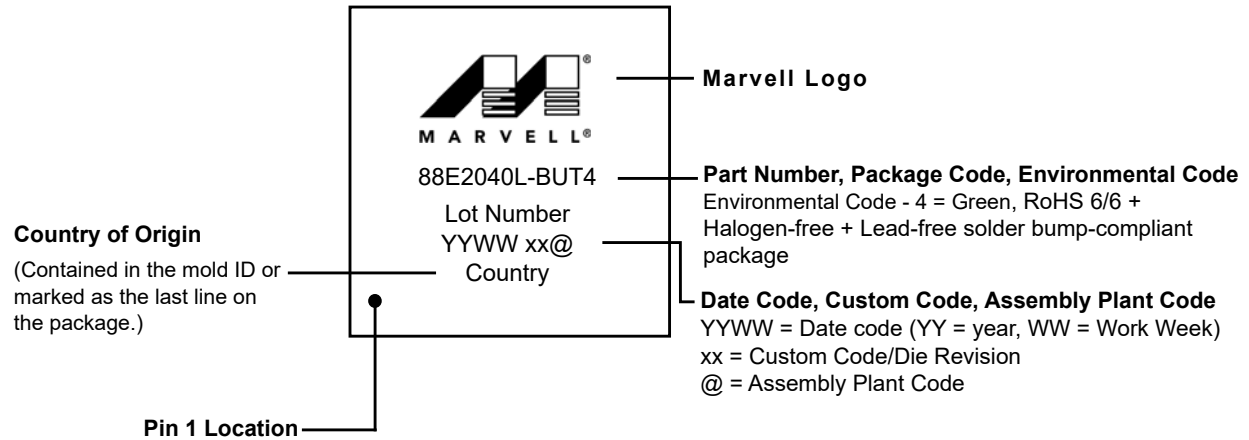 MARVELL®
88E2040L-BUT4
Lot Number
YYWW xx@
Country
Marvell Logo
Part Number, Package Code, Environmental Code
Environmental Code - 4 = Green, RoHS 6/6 +
Halogen-free + Lead-free solder bump-compliant
package
Date Code, Custom Code, Assembly Plant Code
YYWW = Date code (YY = year, WW = Work Week)
xx = Custom Code/Die Revision
@ = Assembly Plant Code
Country of Origin
(Contained in the mold ID or
marked as the last line on
the package.)
Pin 1 Location